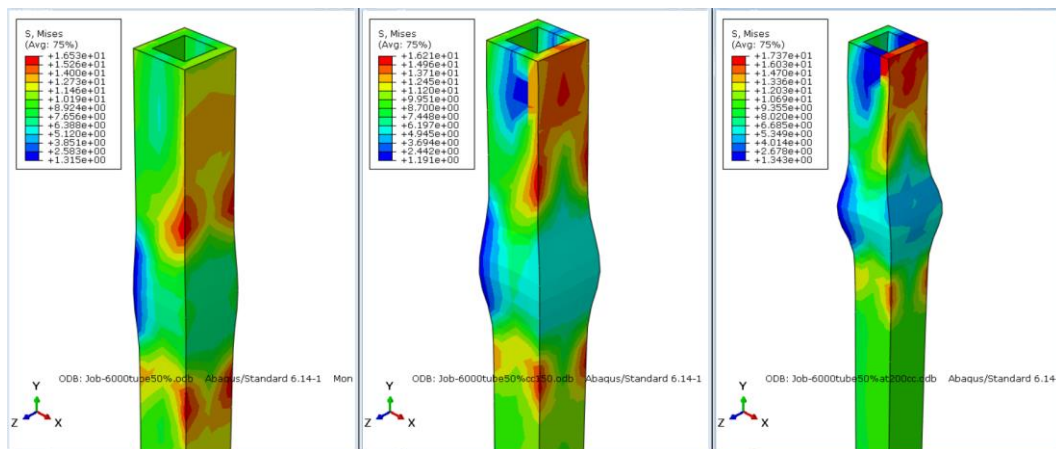 S, Mises
(Avg: 75%)
+1.653e+01
+1.526e+01
+1.400e+01
+1.273e+01
+1.146e+01
+1.019e+01
+8.924e+00
+7.656e+00
+6.388e+00
+5.120e+00
+3.851e+00
+2.583e+00
+1.315e+00
ODB: Job-6000tube50%.odb Abaqus/Standard 6.14-1 Mon
Y
Z
X
S, Mises
(Avg: 75%)
+1.621e+01
+1.496e+01
+1.371e+01
+1.245e+01
+1.120e+01
+9.951e+00
+8.700e+00
+7.448e+00
+6.197e+00
+4.945e+00
+3.694e+00
+2.442e+00
+1.191e+00
ODB: Job-6000tube50%cc150.odb Abaqus/Standard 6.14-1
Y
Z
X
S, Mises
(Avg: 75%)
+1.737e+01
+1.603e+01
+1.470e+01
+1.336e+01
+1.203e+01
+1.069e+01
+9.355e+00
+8.020e+00
+6.685e+00
+5.349e+00
+4.014e+00
+2.678e+00
+1.343e+00
ODB: Job-6000tube50%at200cc.odb Abaqus/Standard 6.14
Y
Z
X